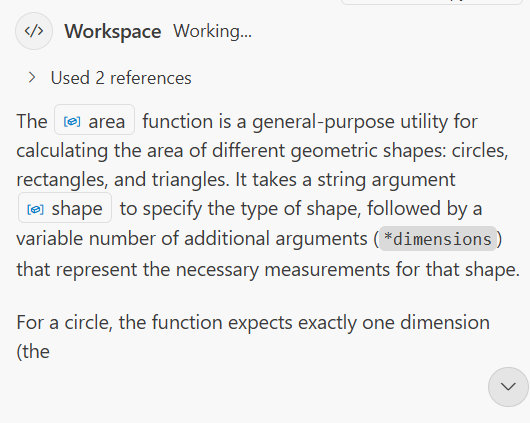 Workspace Working...
Used 2 references
The area function is a general-purpose utility for
calculating the area of different geometric shapes: circles,
rectangles, and triangles. It takes a string argument
shape to specify the type of shape, followed by a
variable number of additional arguments (*dimensions)
that represent the necessary measurements for that shape.
For a circle, the function expects exactly one dimension
(the